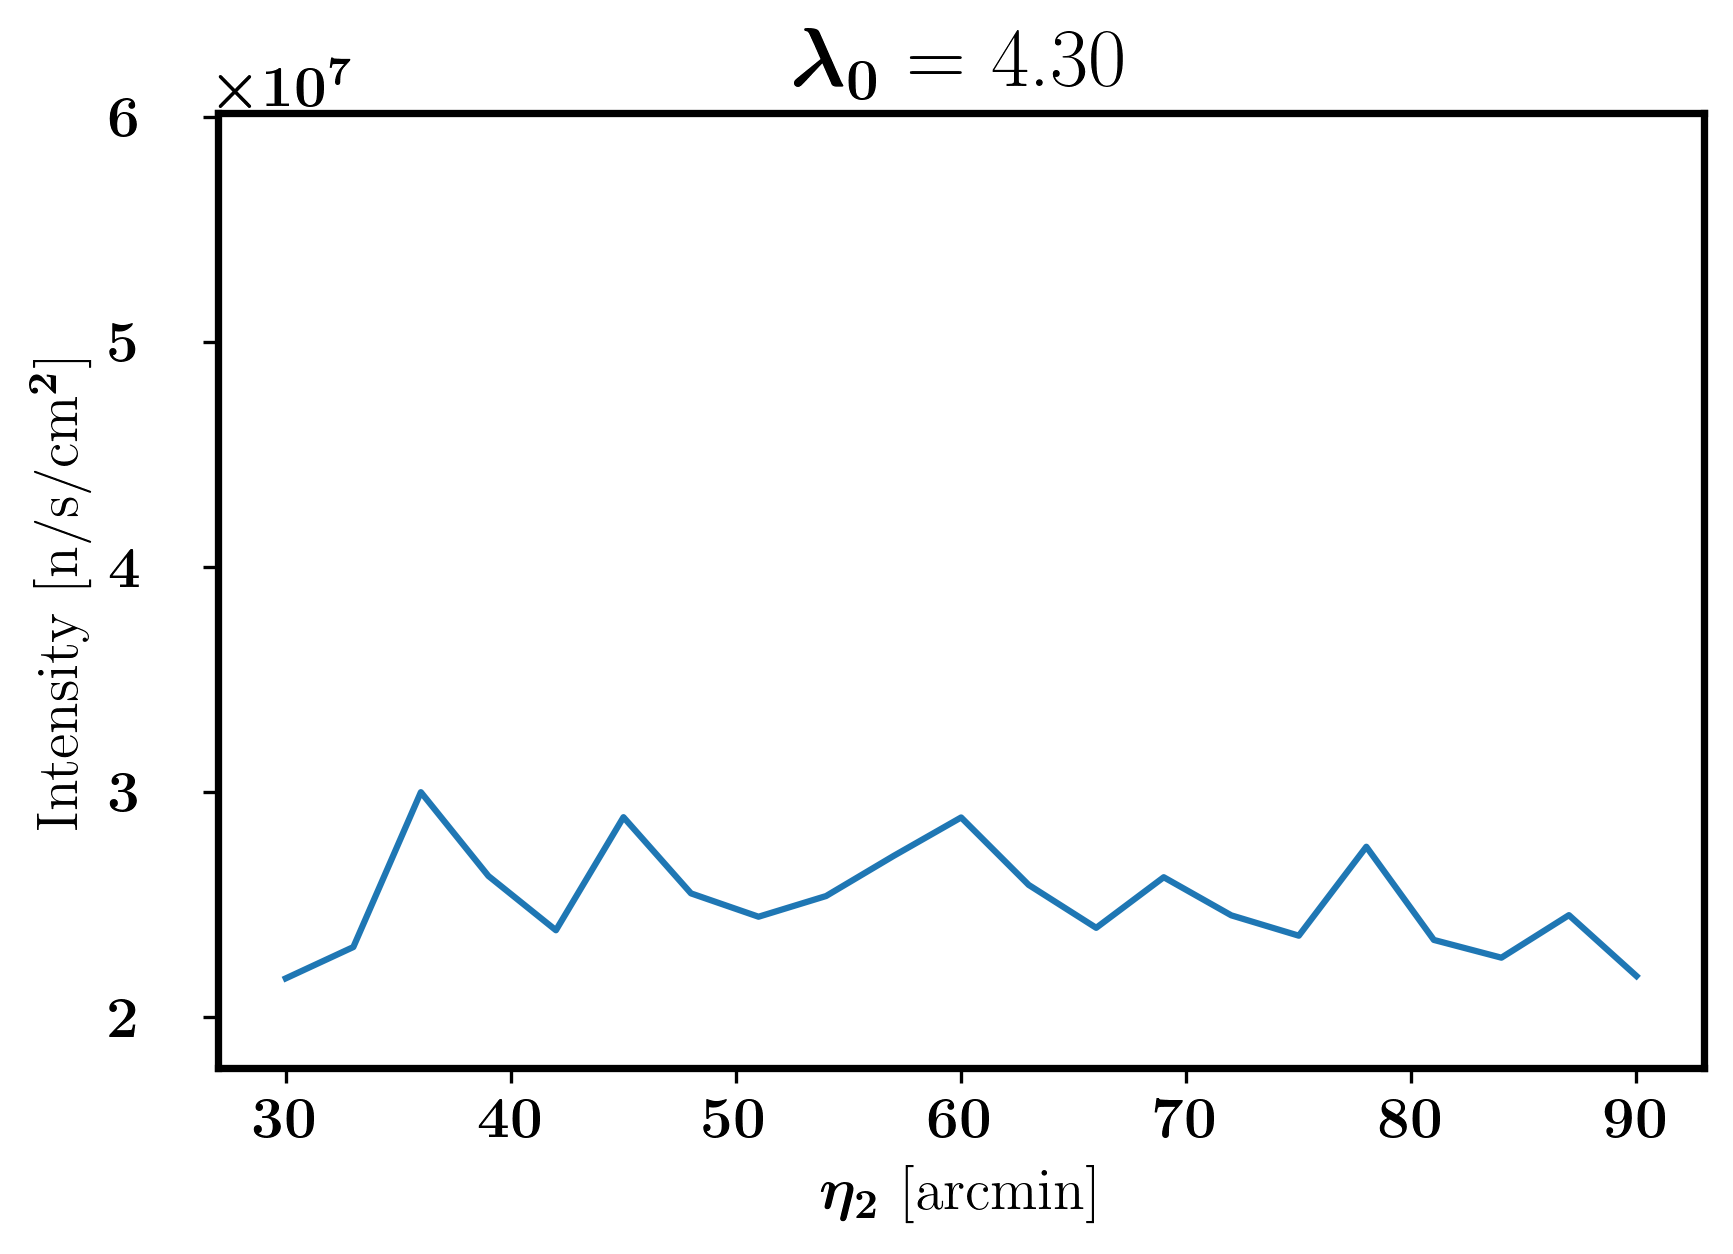 λ₀ = 4.30
×10⁷
6
5
4
3
2
Intensity [n/s/cm²]
30 40 50 60 70 80 90
η₂ [arcmin]